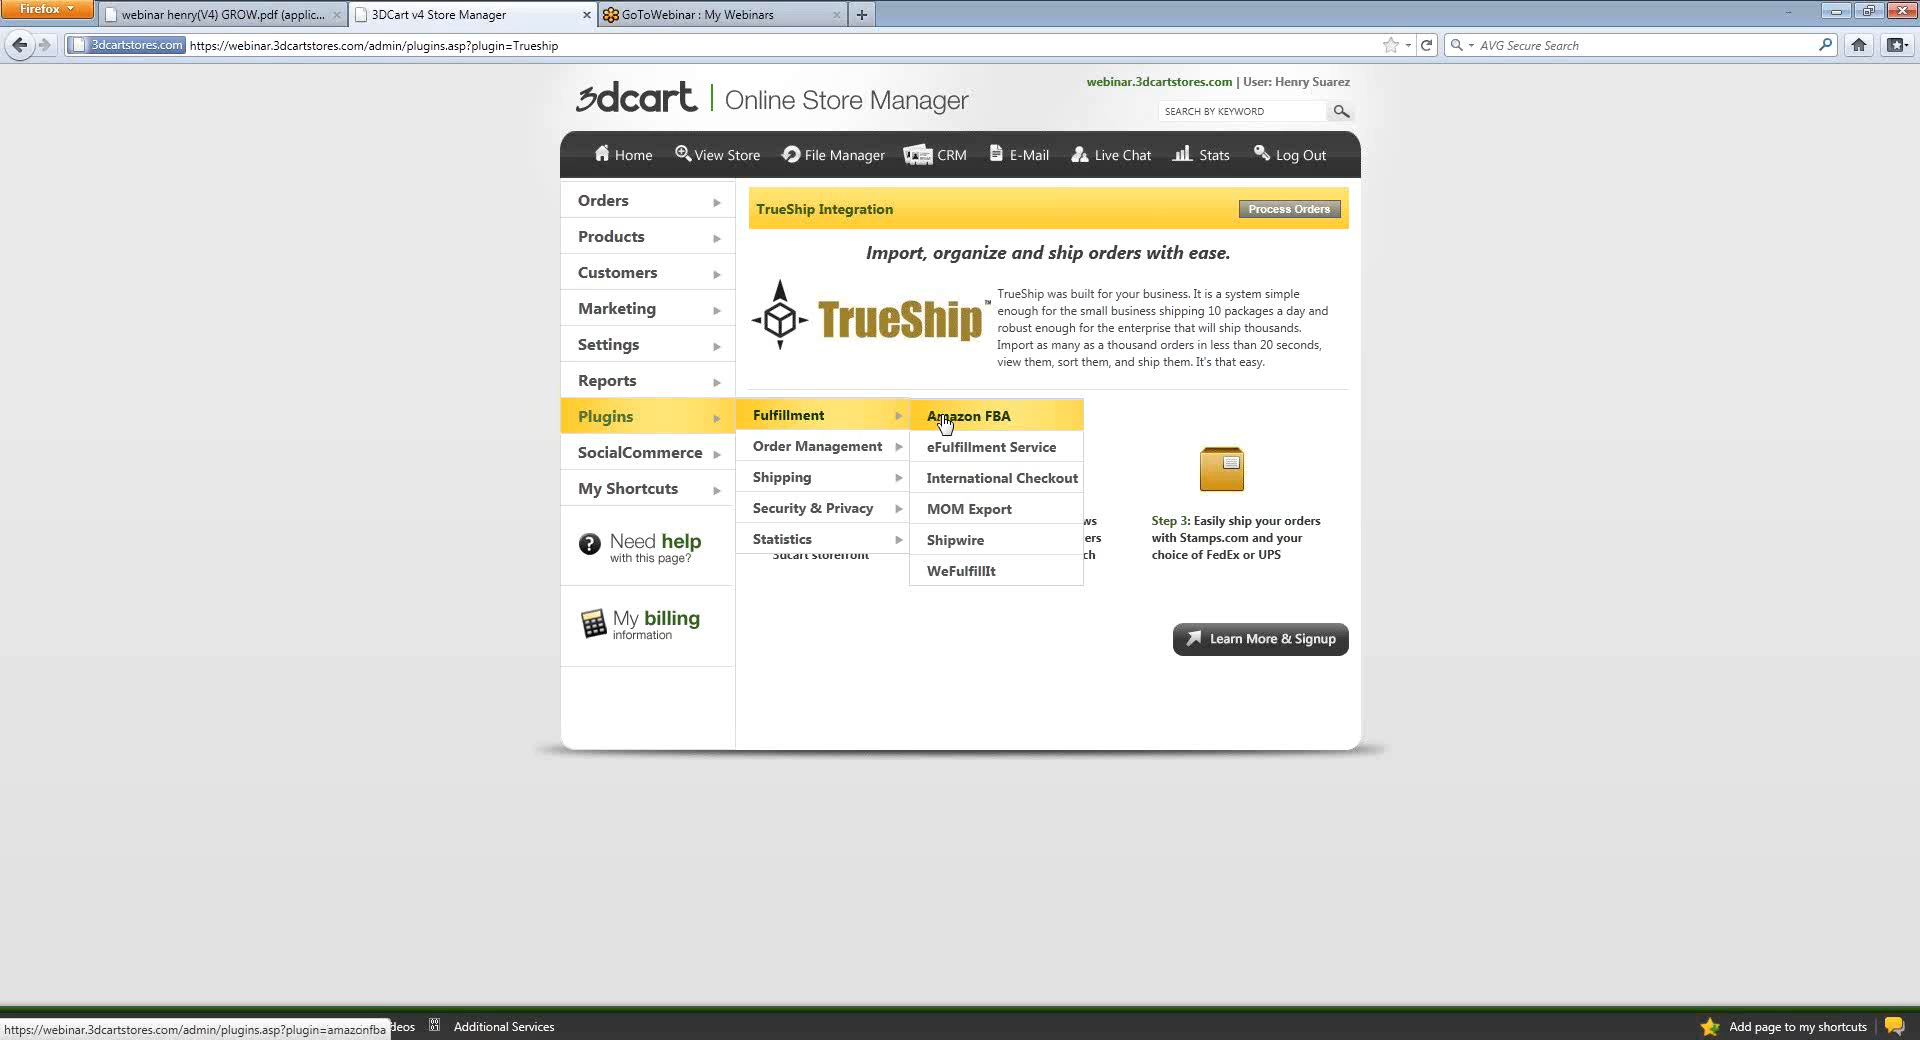 Firefox
webinar henry(V4) GROW.pdf (applic...
3DCart v4 Store Manager
GoToWebinar : My Webinars
3dcartstores.com
https://webinar.3dcartstores.com/admin/plugins.asp?plugin=Trueship
AVG Secure Search
3dcart | Online Store Manager
webinar.3dcartstores.com | User: Henry Suarez
SEARCH BY KEYWORD
Home
View Store
File Manager
CRM
E-Mail
Live Chat
Stats
Log Out
Orders
Products
Customers
Marketing
Settings
Reports
Plugins
SocialCommerce
My Shortcuts
Need help
with this page?
My billing
information
TrueShip Integration
Process Orders
Import, organize and ship orders with ease.
TrueShip™
TrueShip was built for your business. It is a system simple
enough for the small business shipping 10 packages a day and
robust enough for the enterprise that will ship thousands.
Import as many as a thousand orders in less than 20 seconds,
view them, sort them, and ship them. It's that easy.
Fulfillment
Order Management
Shipping
Security & Privacy
Statistics
Amazon FBA
eFulfillment Service
International Checkout
MOM Export
Shipwire
WeFulfillIt
3dcart storefront
ws
ers
ch
Step 3: Easily ship your orders
with Stamps.com and your
choice of FedEx or UPS
Learn More & Signup
https://webinar.3dcartstores.com/admin/plugins.asp?plugin=amazonfba
deos
Additional Services
Add page to my shortcuts